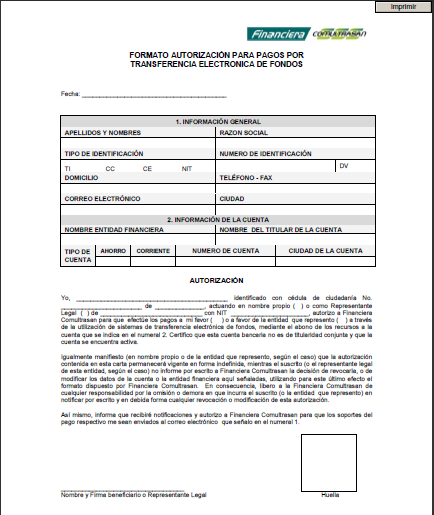 Imprimir
Financiera COMULTRASAN
FORMATO AUTORIZACIÓN PARA PAGOS POR
TRANSFERENCIA ELECTRONICA DE FONDOS
Fecha: ________________________________________
1. INFORMACIÓN GENERAL
APELLIDOS Y NOMBRES RAZON SOCIAL
TIPO DE IDENTIFICACIÓN NUMERO DE IDENTIFICACIÓN
TI CC CE NIT DV
DOMICILIO TELÉFONO - FAX
CORREO ELECTRÓNICO CIUDAD
2. INFORMACIÓN DE LA CUENTA
NOMBRE ENTIDAD FINANCIERA NOMBRE DEL TITULAR DE LA CUENTA
TIPO DE CUENTA AHORRO CORRIENTE NUMERO DE CUENTA CIUDAD DE LA CUENTA
AUTORIZACIÓN
Yo, ________________________________________ identificado con cédula de ciudadanía No.
____________________ de ______________, actuando en nombre propio ( ) o como Representante
Legal ( ) de __________________________ con NIT ____________________, autorizo a Financiera
Comultrasan para que efectúe los pagos a mi favor ( ) o a favor de la entidad que represento ( ) a través
de la utilización de sistemas de transferencia electrónica de fondos, mediante el abono de los recursos a la
cuenta que se indica en el numeral 2. Certifico que esta cuenta bancaria no es de titularidad conjunta y que la
cuenta se encuentra activa.
Igualmente manifiesto (en nombre propio o de la entidad que represento, según el caso) que la autorización
contenida en esta carta permanecerá vigente en forma indefinida, mientras el suscrito (o el representante legal
de esta entidad, según el caso) no informe por escrito a Financiera Comultrasan la decisión de revocarla, o de
modificar los datos de la cuenta o la entidad financiera aquí señaladas, utilizando para este último efecto el
formato dispuesto por Financiera Comultrasan. En consecuencia, libero a la Financiera Comultrasan de
cualquier responsabilidad por la omisión o demora en que incurra el suscrito (o la entidad que represento) en
notificar por escrito y en debida forma cualquier revocación o modificación de esta autorización.
Así mismo, informo que recibiré notificaciones y autorizo a Financiera Comultrasan para que los soportes del
pago respectivo me sean enviados al correo electrónico que señalo en el numeral 1.
Nombre y Firma beneficiario o Representante Legal Huella